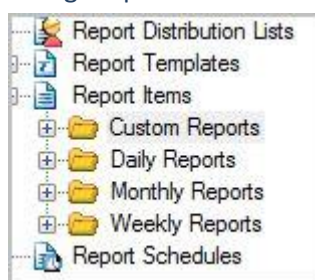 Report Distribution Lists
Report Templates
Report Items
Custom Reports
Daily Reports
Monthly Reports
Weekly Reports
Report Schedules